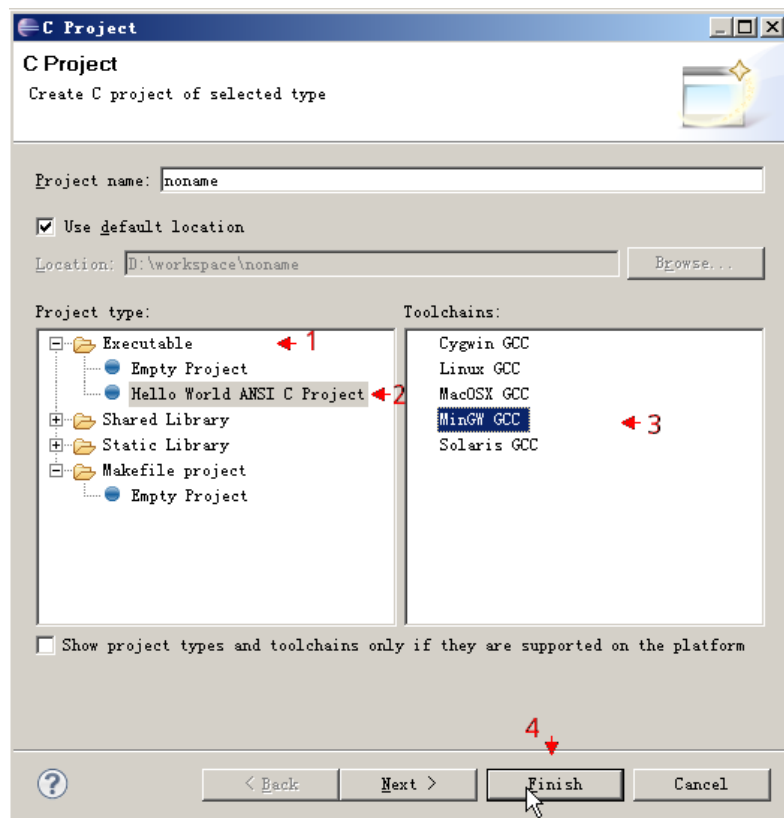 C Project
C Project
Create C project of selected type
Project name: noname
Use default location
Location: D:\workspace\noname Browse...
Project type:
Executable 1
Empty Project
Hello World ANSI C Project 2
Shared Library
Static Library
Makefile project
Empty Project
Toolchains:
Cygwin GCC
Linux GCC
MacOSX GCC
MinGW GCC 3
Solaris GCC
Show project types and toolchains only if they are supported on the platform
4
? < Back Next > Finish Cancel